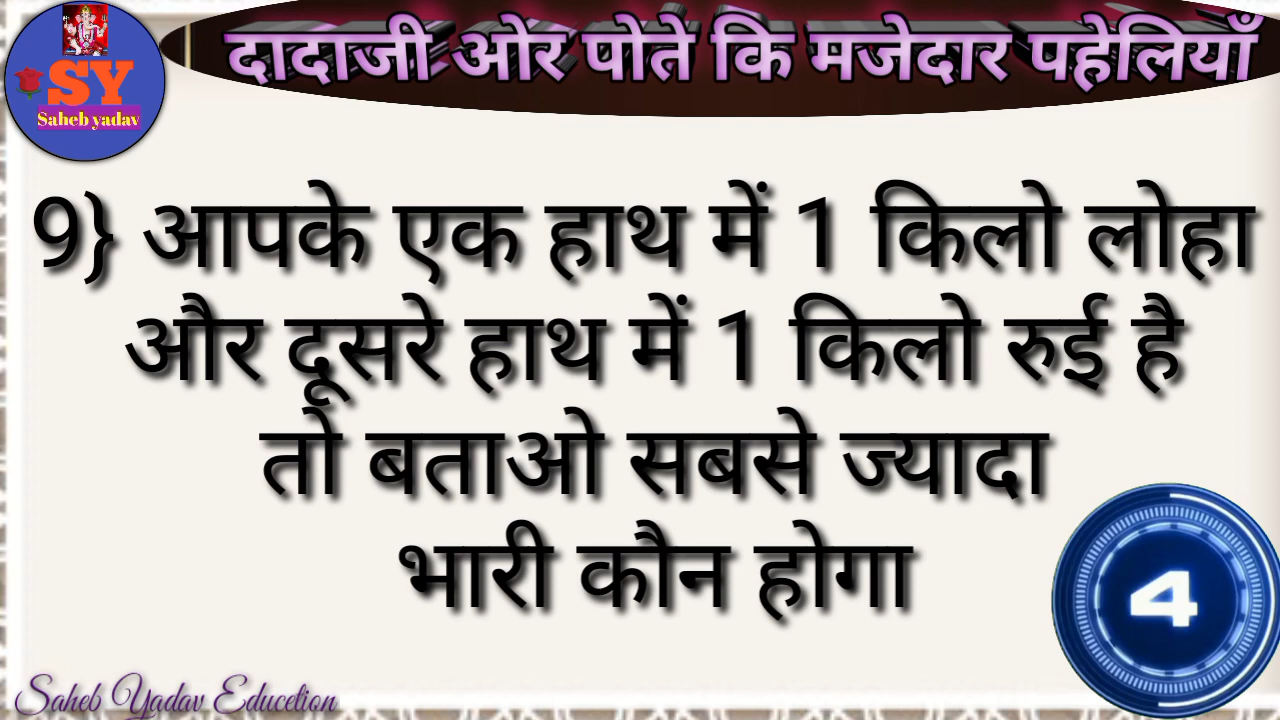 दादाजी ओर पोते कि मजेदार पहेलियाँ
SY
Saheb yadav
9} आपके एक हाथ में 1 किलो लोहा
और दूसरे हाथ में 1 किलो रुई है
तो बताओ सबसे ज्यादा
भारी कौन होगा
4
Saheb Yadav Education